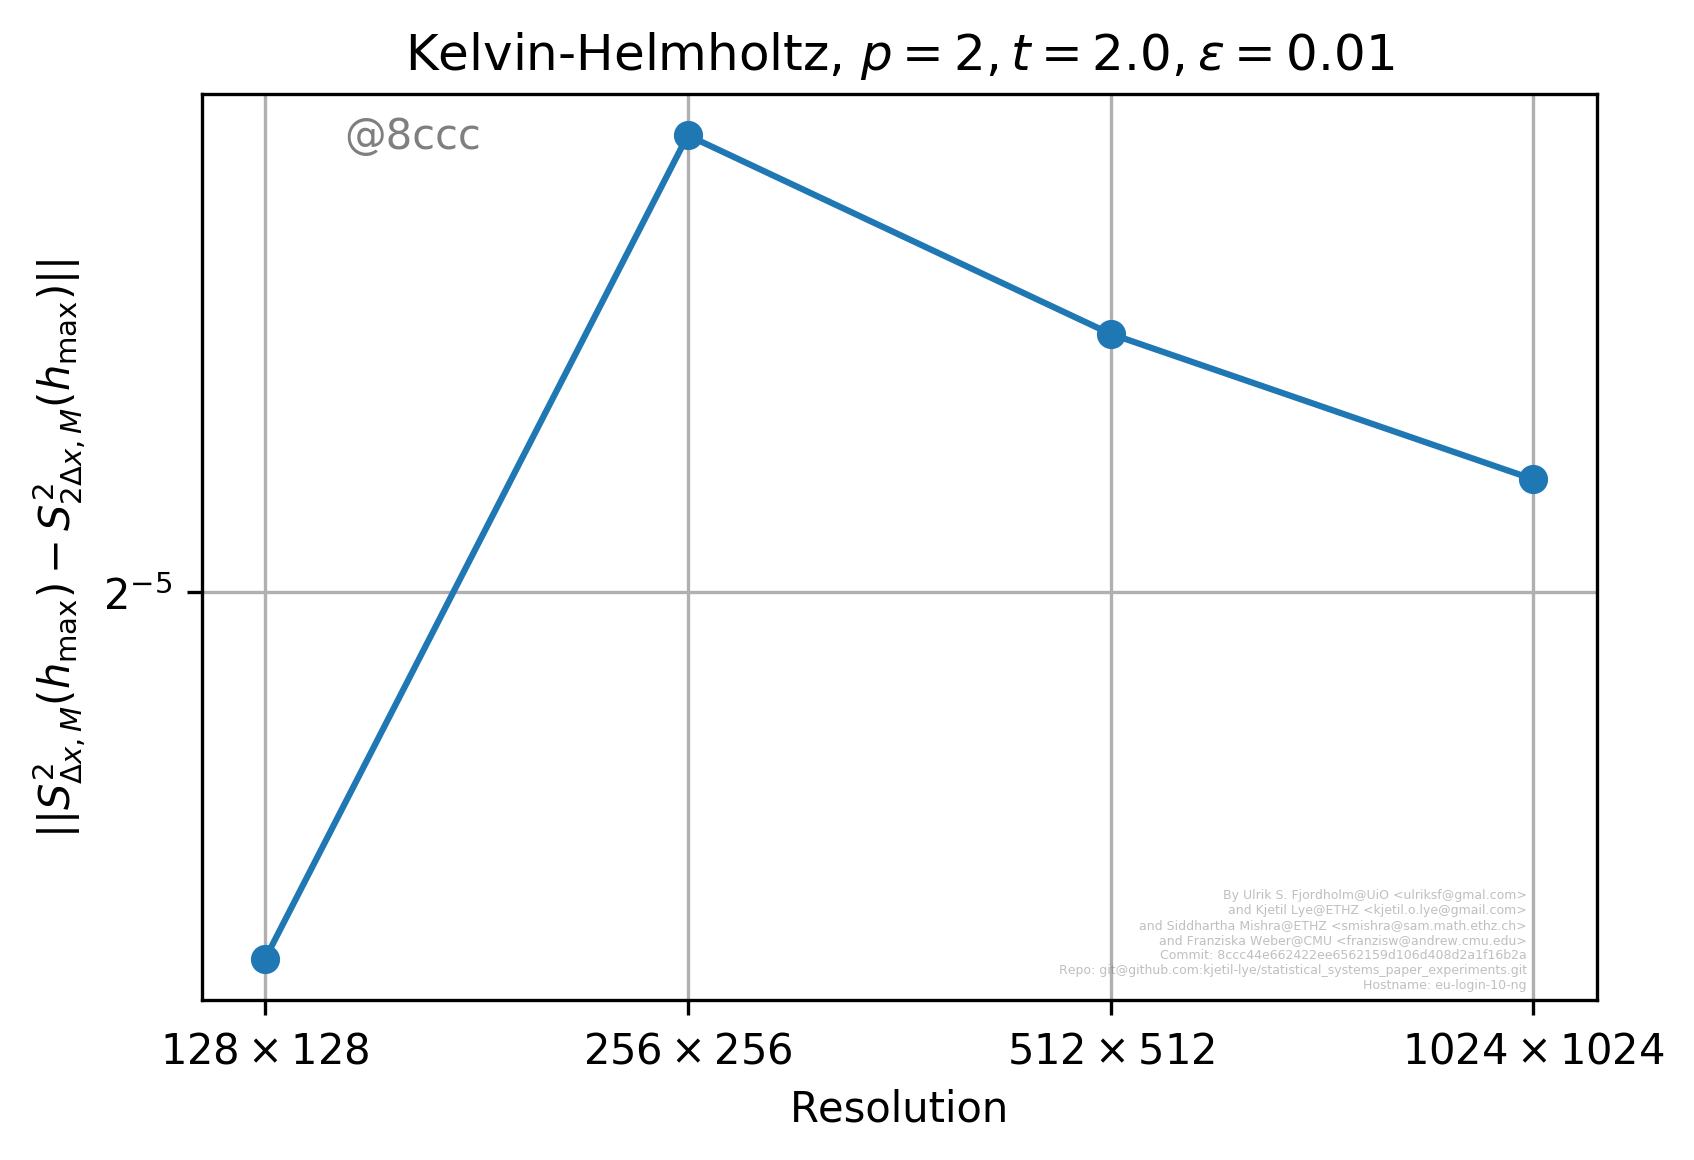 Kelvin-Helmholtz, p = 2, t = 2.0, ε = 0.01
@8ccc
||S²_{Δx,M}(h_max) − S²_{2Δx,M}(h_max)||
2⁻⁵
By Ulrik S. Fjordholm@UiO <ulriksf@gmal.com>
and Kjetil Lye@ETHZ <kjetil.o.lye@gmail.com>
and Siddhartha Mishra@ETHZ <smishra@sam.math.ethz.ch>
and Franziska Weber@CMU <franzisw@andrew.cmu.edu>
Commit: 8ccc44e662422ee6562159d106d408d2a1f16b2a
Repo: git@github.com:kjetil-lye/statistical_systems_paper_experiments.git
Hostname: eu-login-10-ng
128 × 128 256 × 256 512 × 512 1024 × 1024
Resolution